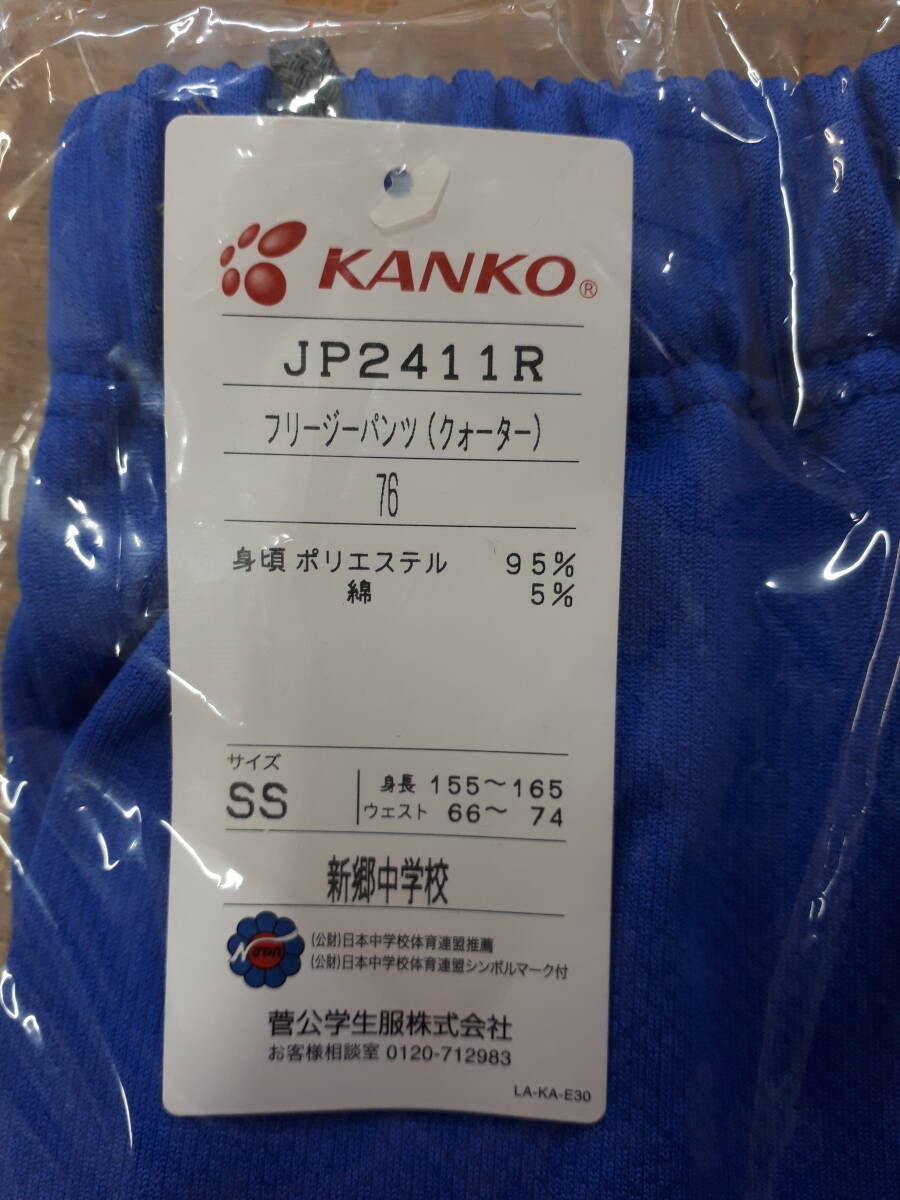 KANKO®
JP2411R
フリージーパンツ(クォーター)
76
身頃 ポリエステル 95%
綿 5%
サイズ
SS
身長 155～165
ウェスト 66～ 74
新郷中学校
(公財)日本中学校体育連盟推薦
(公財)日本中学校体育連盟シンボルマーク付
菅公学生服株式会社
お客様相談室 0120-712983
LA-KA-E30